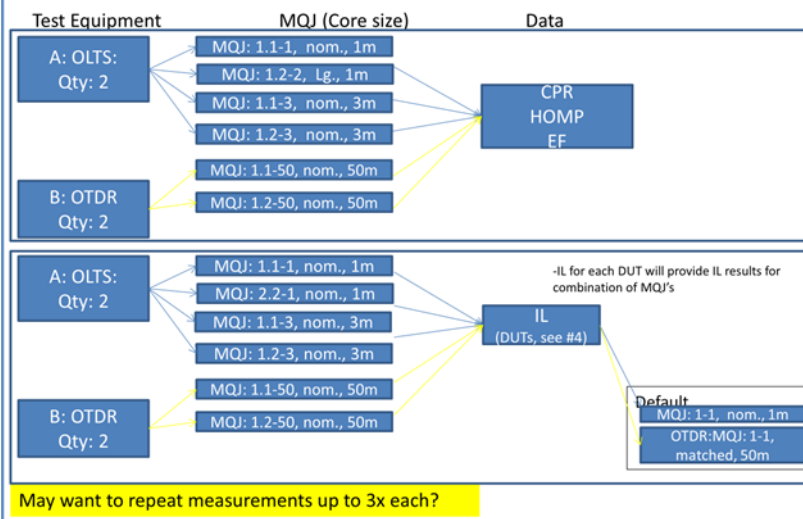 Test Equipment MQJ (Core size) Data
A: OLTS:
Qty: 2
MQJ: 1.1-1, nom., 1m
MQJ: 1.2-2, Lg., 1m
MQJ: 1.1-3, nom., 3m
MQJ: 1.2-3, nom., 3m
CPR
HOMP
EF
B: OTDR
Qty: 2
MQJ: 1.1-50, nom., 50m
MQJ: 1.2-50, nom., 50m
A: OLTS:
Qty: 2
MQJ: 1.1-1, nom., 1m
MQJ: 2.2-1, nom., 1m
MQJ: 1.1-3, nom., 3m
MQJ: 1.2-3, nom., 3m
-IL for each DUT will provide IL results for
combination of MQJ's
IL
(DUTs, see #4)
B: OTDR
Qty: 2
MQJ: 1.1-50, nom., 50m
MQJ: 1.2-50, nom., 50m
Default
MQJ: 1-1, nom., 1m
OTDR:MQJ: 1-1,
matched, 50m
May want to repeat measurements up to 3x each?